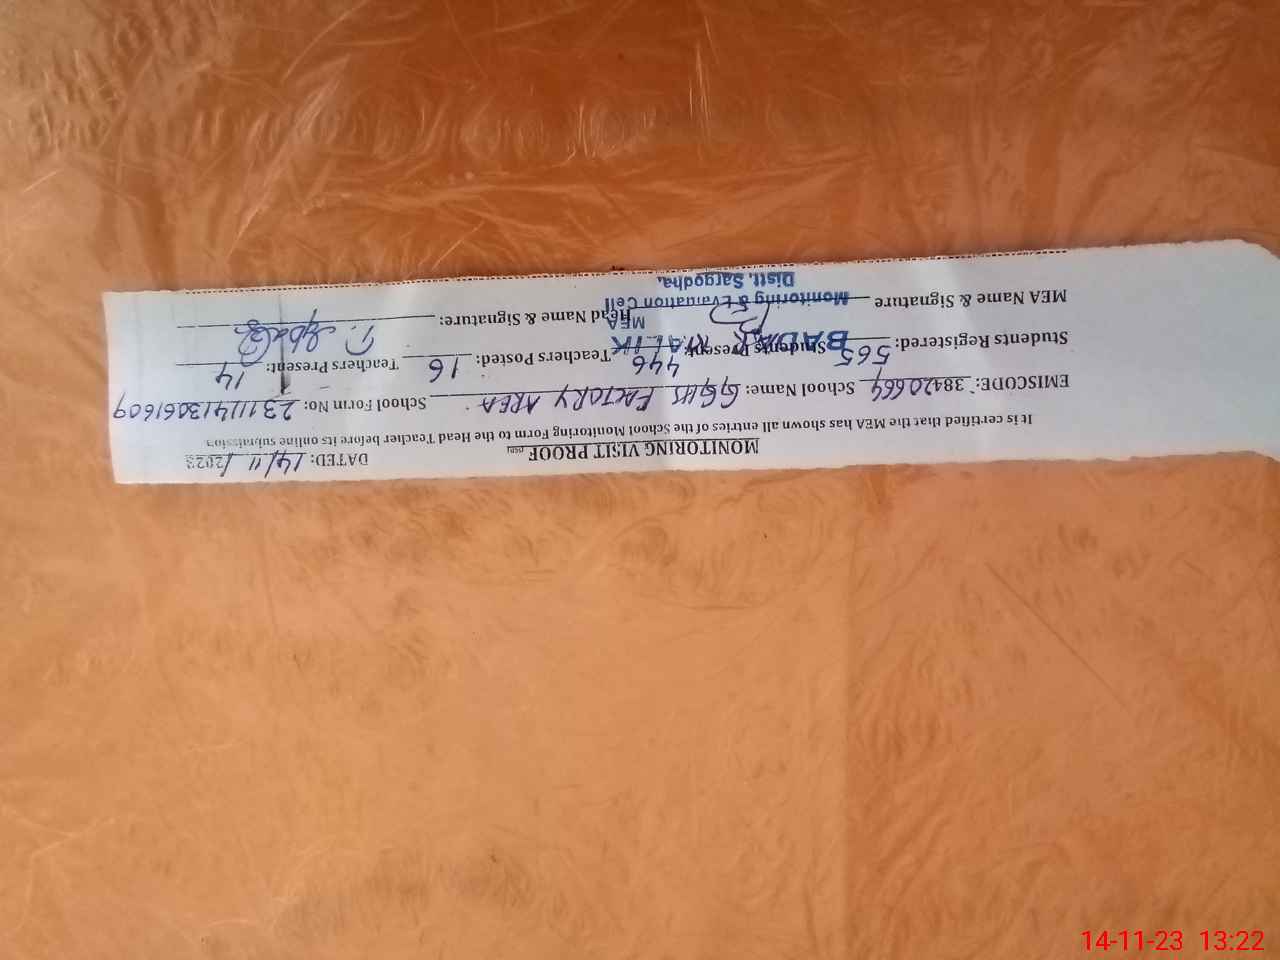 MONITORING VISIT PROOF
DATED: 14/11/2023
It is certified that the MEA has shown all entries of the School Monitoring Form to the Head Teacher before its online submission
EMISCODE: 38420664 School Name: GGHS FACTORY AREA School Form No: 231111413061609
Students Registered: 565 Students Present: 446 Teachers Posted: 16 Teachers Present: 14
BADAR MALIK
MEA
MEA Name & Signature Head Name & Signature:
Monitoring & Evaluation Cell
Distt. Sargodha.
14-11-23 13:22